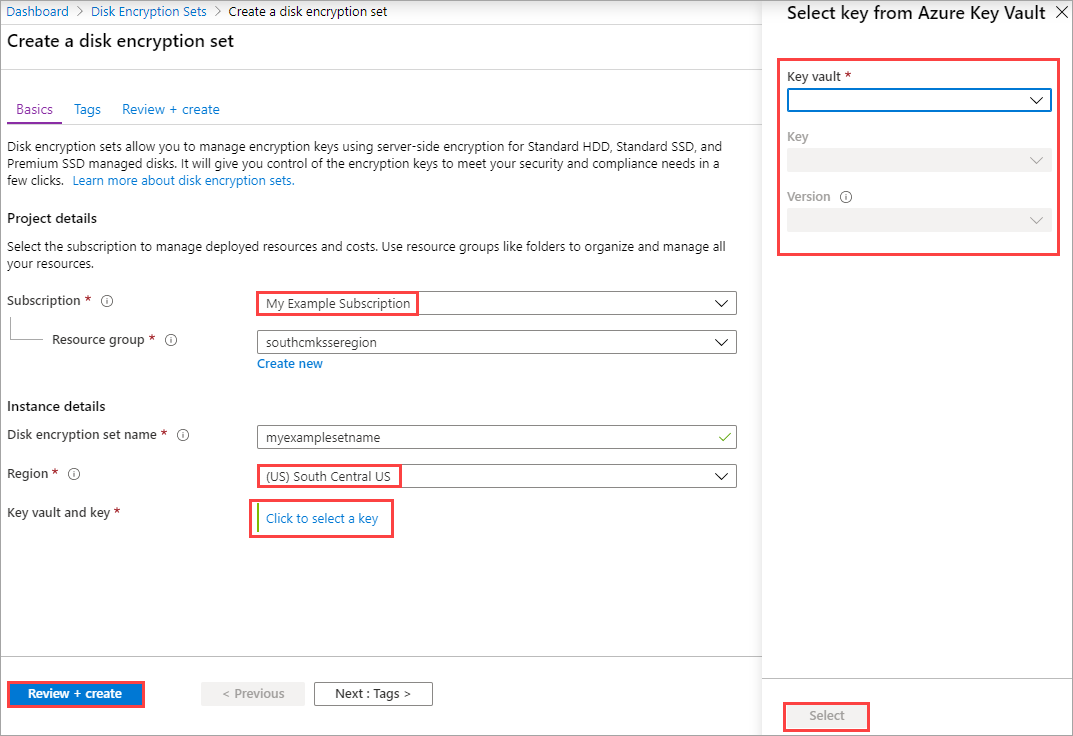 Dashboard > Disk Encryption Sets > Create a disk encryption set
Create a disk encryption set
Basics Tags Review + create
Disk encryption sets allow you to manage encryption keys using server-side encryption for Standard HDD, Standard SSD, and
Premium SSD managed disks. It will give you control of the encryption keys to meet your security and compliance needs in a
few clicks. Learn more about disk encryption sets.
Project details
Select the subscription to manage deployed resources and costs. Use resource groups like folders to organize and manage all
your resources.
Subscription *
My Example Subscription
Resource group *
southcmksseregion
Create new
Instance details
Disk encryption set name *
myexamplesetname
Region *
(US) South Central US
Key vault and key *
Click to select a key
Review + create
< Previous
Next : Tags >
Select key from Azure Key Vault
Key vault *
Key
Version
Select